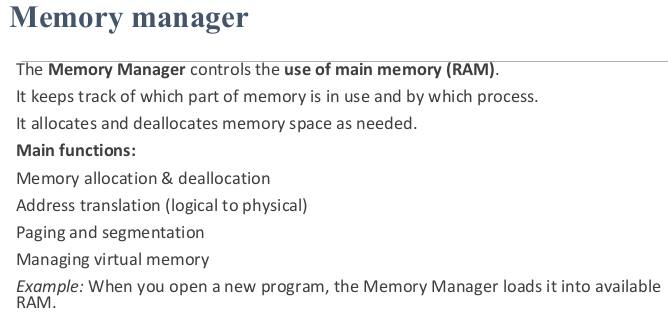 Memory manager
The Memory Manager controls the use of main memory (RAM).
It keeps track of which part of memory is in use and by which process.
It allocates and deallocates memory space as needed.
Main functions:
Memory allocation & deallocation
Address translation (logical to physical)
Paging and segmentation
Managing virtual memory
Example: When you open a new program, the Memory Manager loads it into available
RAM.